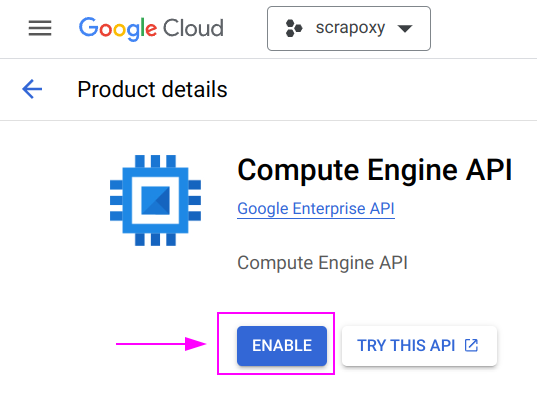 Google Cloud
scrapoxy
Product details
Compute Engine API
Google Enterprise API
Compute Engine API
ENABLE
TRY THIS API